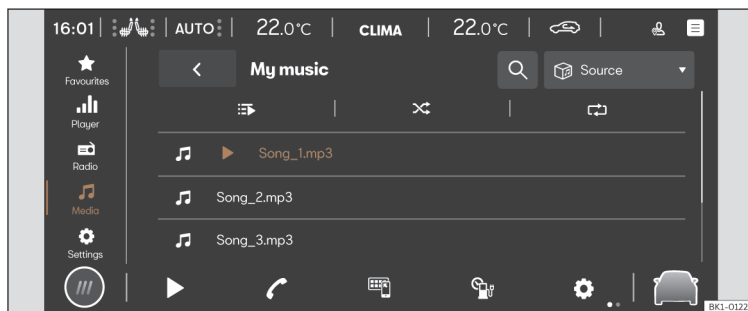 16:01 AUTO 22.0°C CLIMA 22.0°C
Favourites
My music
Source
Player
Radio
Song_1.mp3
Media
Song_2.mp3
Settings
Song_3.mp3
BK1-0122